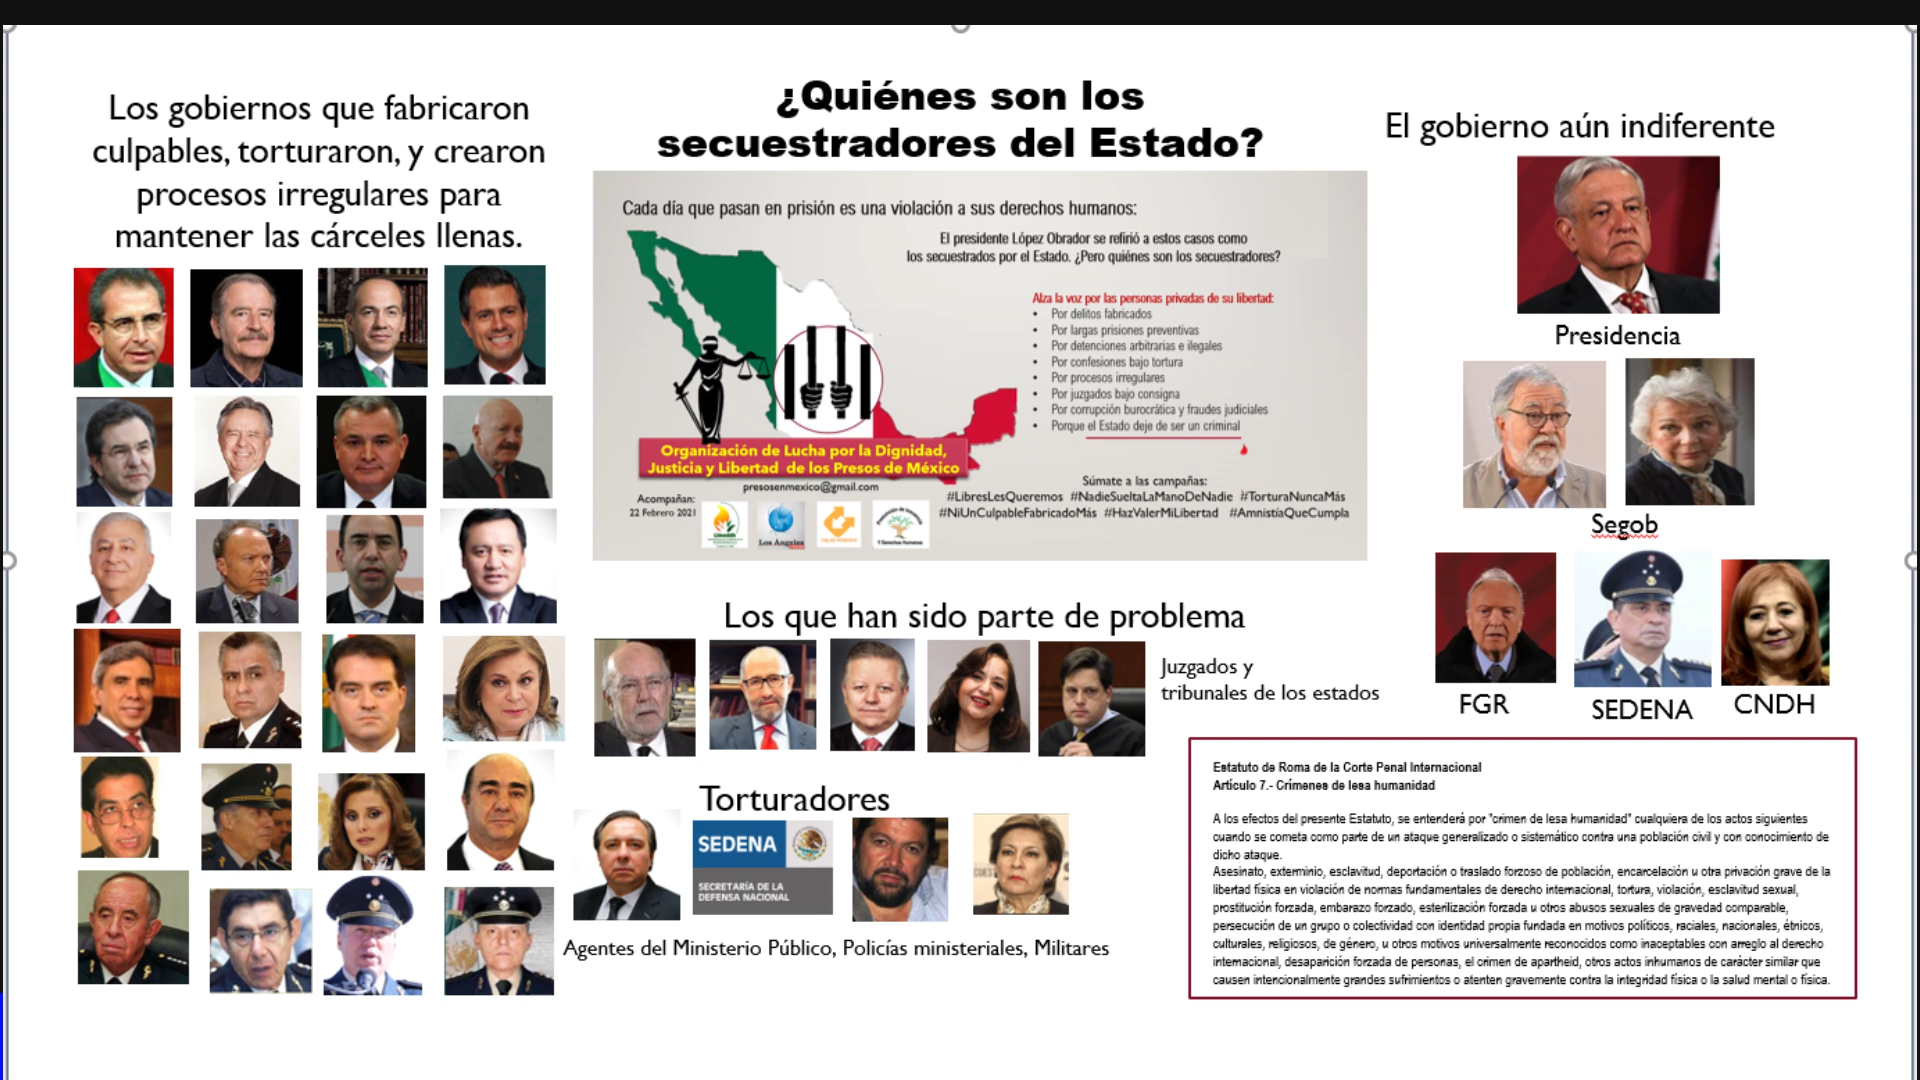 Los gobiernos que fabricaron
culpables, torturaron, y crearon
procesos irregulares para
mantener las cárceles llenas.
¿Quiénes son los
secuestradores del Estado?
Cada día que pasan en prisión es una violación a sus derechos humanos:
El presidente López Obrador se refirió a estos casos como
los secuestrados por el Estado. ¿Pero quiénes son los secuestradores?
Alza la voz por las personas privadas de su libertad:
• Por delitos fabricados
• Por largas prisiones preventivas
• Por detenciones arbitrarias e ilegales
• Por confesiones bajo tortura
• Por procesos irregulares
• Por juzgados bajo consigna
• Por corrupción burocrática y fraudes judiciales
• Porque el Estado deje de ser un criminal
Organización de Lucha por la Dignidad,
Justicia y Libertad de los Presos de México
presosenmexico@gmail.com
Acompañan:
22 Febrero 2021
Los Ángeles
Y Derechos Humanos
Súmate a las campañas:
#LibresLesQueremos #NadieSueltaLaManoDeNadie #TorturaNuncaMás
#NiUnCulpableFabricadoMás #HazValerMiLibertad #AmnistíaQueCumpla
El gobierno aún indiferente
Presidencia
Segob
FGR
SEDENA
CNDH
Los que han sido parte de problema
Juzgados y
tribunales de los estados
Torturadores
SEDENA
SECRETARÍA DE LA
DEFENSA NACIONAL
Agentes del Ministerio Público, Policías ministeriales, Militares
Estatuto de Roma de la Corte Penal Internacional
Artículo 7.- Crímenes de lesa humanidad
A los efectos del presente Estatuto, se entenderá por "crimen de lesa humanidad" cualquiera de los actos siguientes
cuando se cometa como parte de un ataque generalizado o sistemático contra una población civil y con conocimiento de
dicho ataque.
Asesinato, exterminio, esclavitud, deportación o traslado forzoso de población, encarcelación u otra privación grave de la
libertad física en violación de normas fundamentales de derecho internacional, tortura, violación, esclavitud sexual,
prostitución forzada, embarazo forzado, esterilización forzada u otros abusos sexuales de gravedad comparable,
persecución de un grupo o colectividad con identidad propia fundada en motivos políticos, raciales, nacionales, étnicos,
culturales, religiosos, de género, u otros motivos universalmente reconocidos como inaceptables con arreglo al derecho
internacional, desaparición forzada de personas, el crimen de apartheid, otros actos inhumanos de carácter similar que
causen intencionalmente grandes sufrimientos o atenten gravemente contra la integridad física o la salud mental o física.